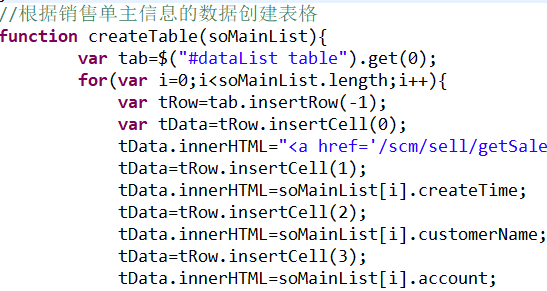 //根据销售单主信息的数据创建表格
function createTable(soMainList){
var tab=$("#dataList table").get(0);
for(var i=0;i<soMainList.length;i++){
var tRow=tab.insertRow(-1);
var tData=tRow.insertCell(0);
tData.innerHTML="<a href='/scm/sell/getSale
tData=tRow.insertCell(1);
tData.innerHTML=soMainList[i].createTime;
tData=tRow.insertCell(2);
tData.innerHTML=soMainList[i].customerName;
tData=tRow.insertCell(3);
tData.innerHTML=soMainList[i].account;